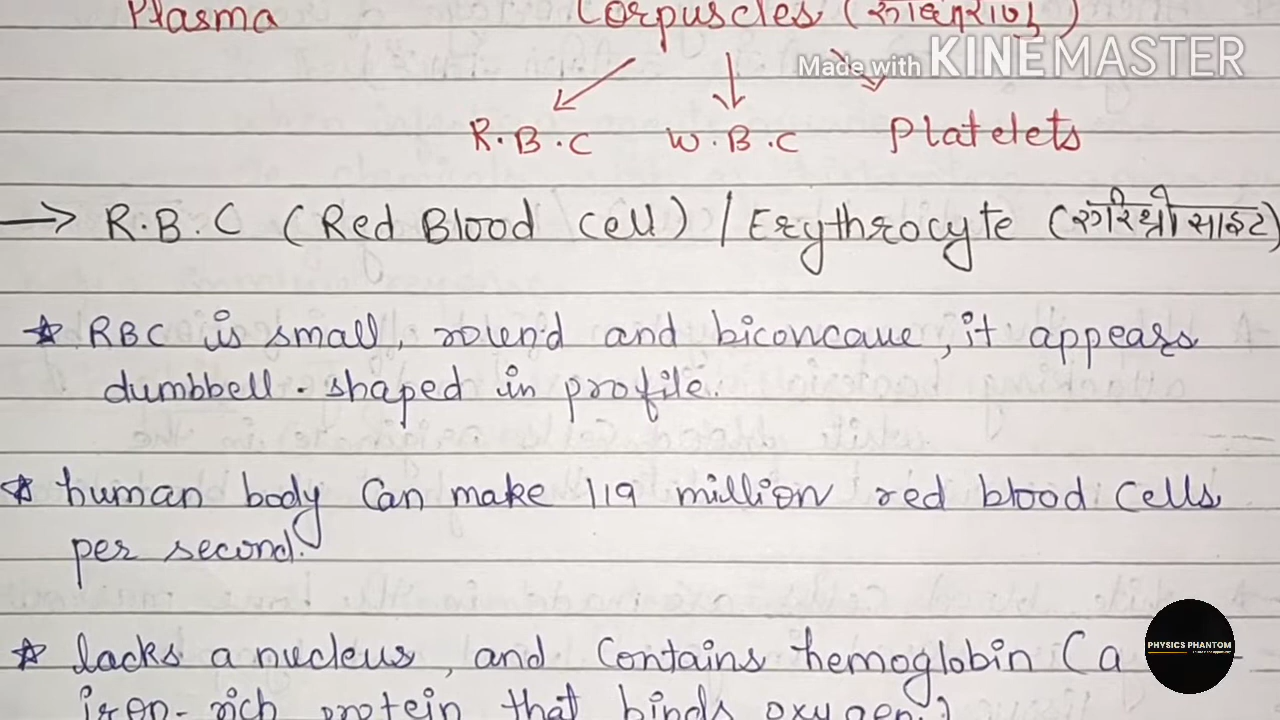 Plasma Corpuscles
Made with KINEMASTER
R.B.C W.B.C Platelets
→ R.B.C (Red Blood cell) / Erythrocyte
☆ RBC is small, round and biconcave, it appears
dumbbell-shaped in profile.
☆ human body can make 119 million red blood cells
per second.
☆ lacks a nucleus, and contains hemoglobin (a
PHYSICS PHANTOM
iron-rich protein that binds oxygen.)